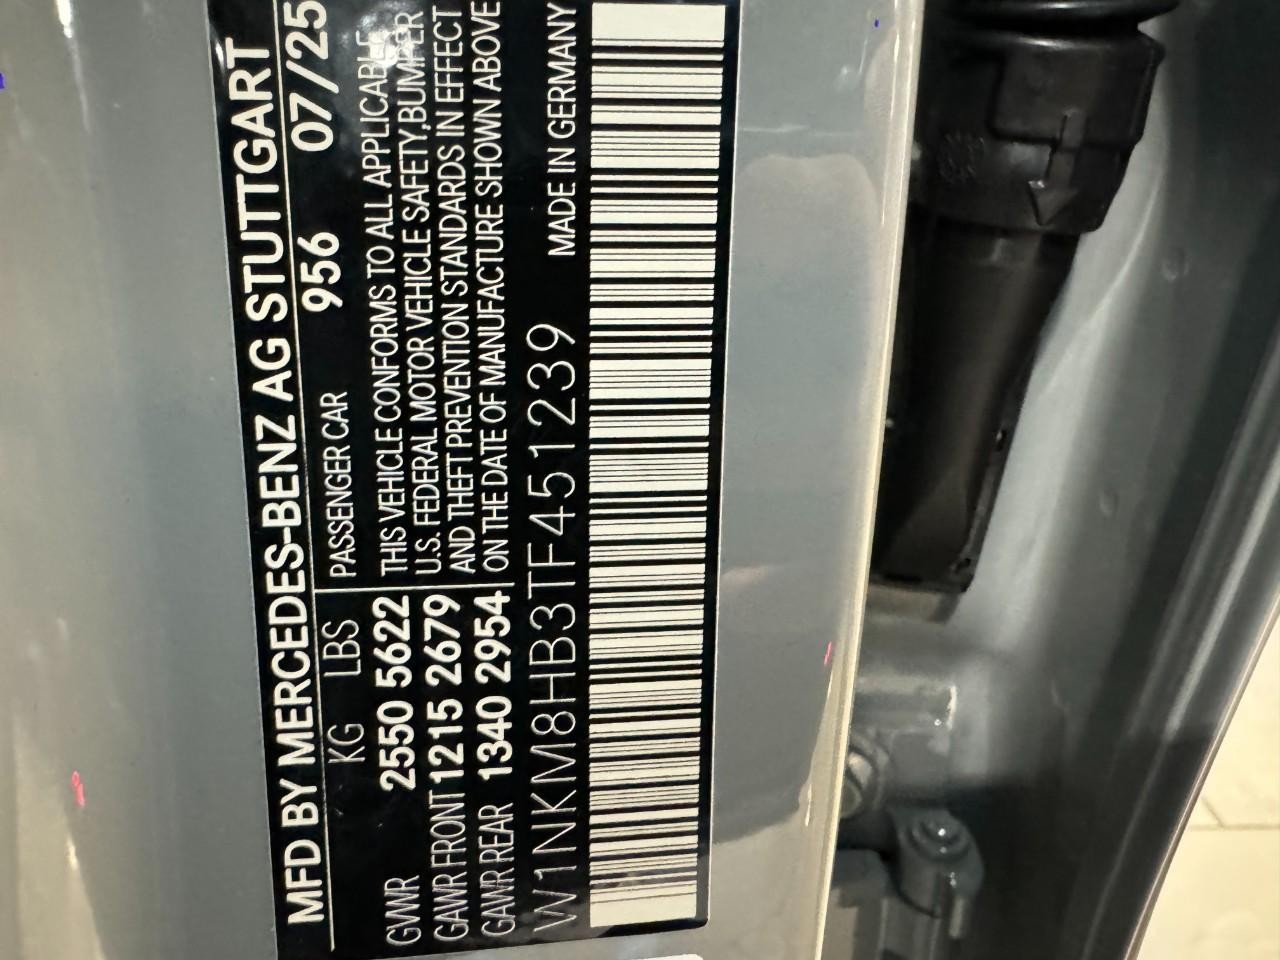 MFD BY MERCEDES-BENZ AG STUTTGART
KG LBS
GVWR 2550 5622
GAWR FRONT 1215 2679
GAWR REAR 1340 2954
PASSENGER CAR 956 07/25
THIS VEHICLE CONFORMS TO ALL APPLICABLE
U.S. FEDERAL MOTOR VEHICLE SAFETY,BUMPER
AND THEFT PREVENTION STANDARDS IN EFFECT
ON THE DATE OF MANUFACTURE SHOWN ABOVE
W1NKM8HB3TF451239 MADE IN GERMANY